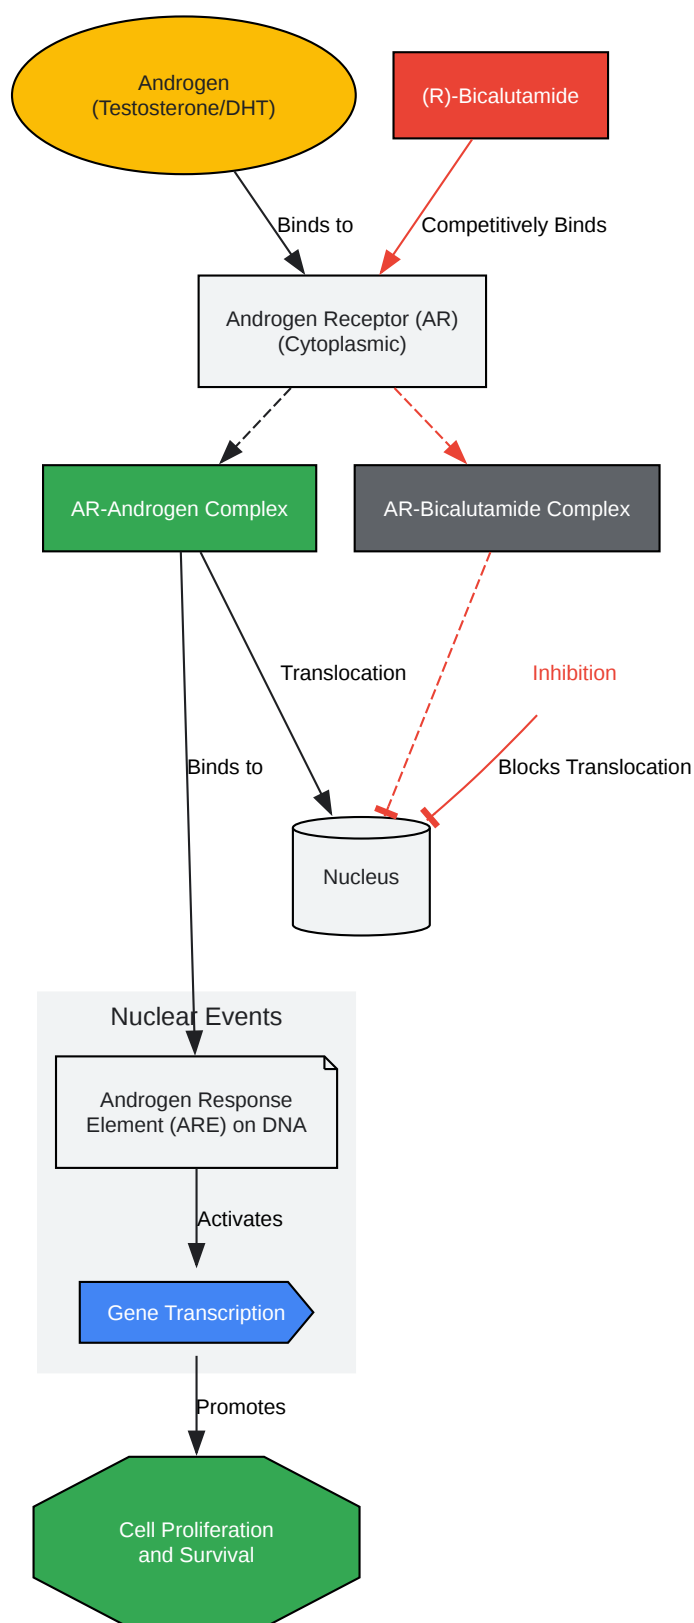 Androgen
(Testosterone/DHT)
(R)-Bicalutamide
Binds to
Competitively Binds
Androgen Receptor (AR)
(Cytoplasmic)
AR-Androgen Complex
AR-Bicalutamide Complex
Translocation
Inhibition
Binds to
Blocks Translocation
Nucleus
Nuclear Events
Androgen Response
Element (ARE) on DNA
Activates
Gene Transcription
Promotes
Cell Proliferation
and Survival